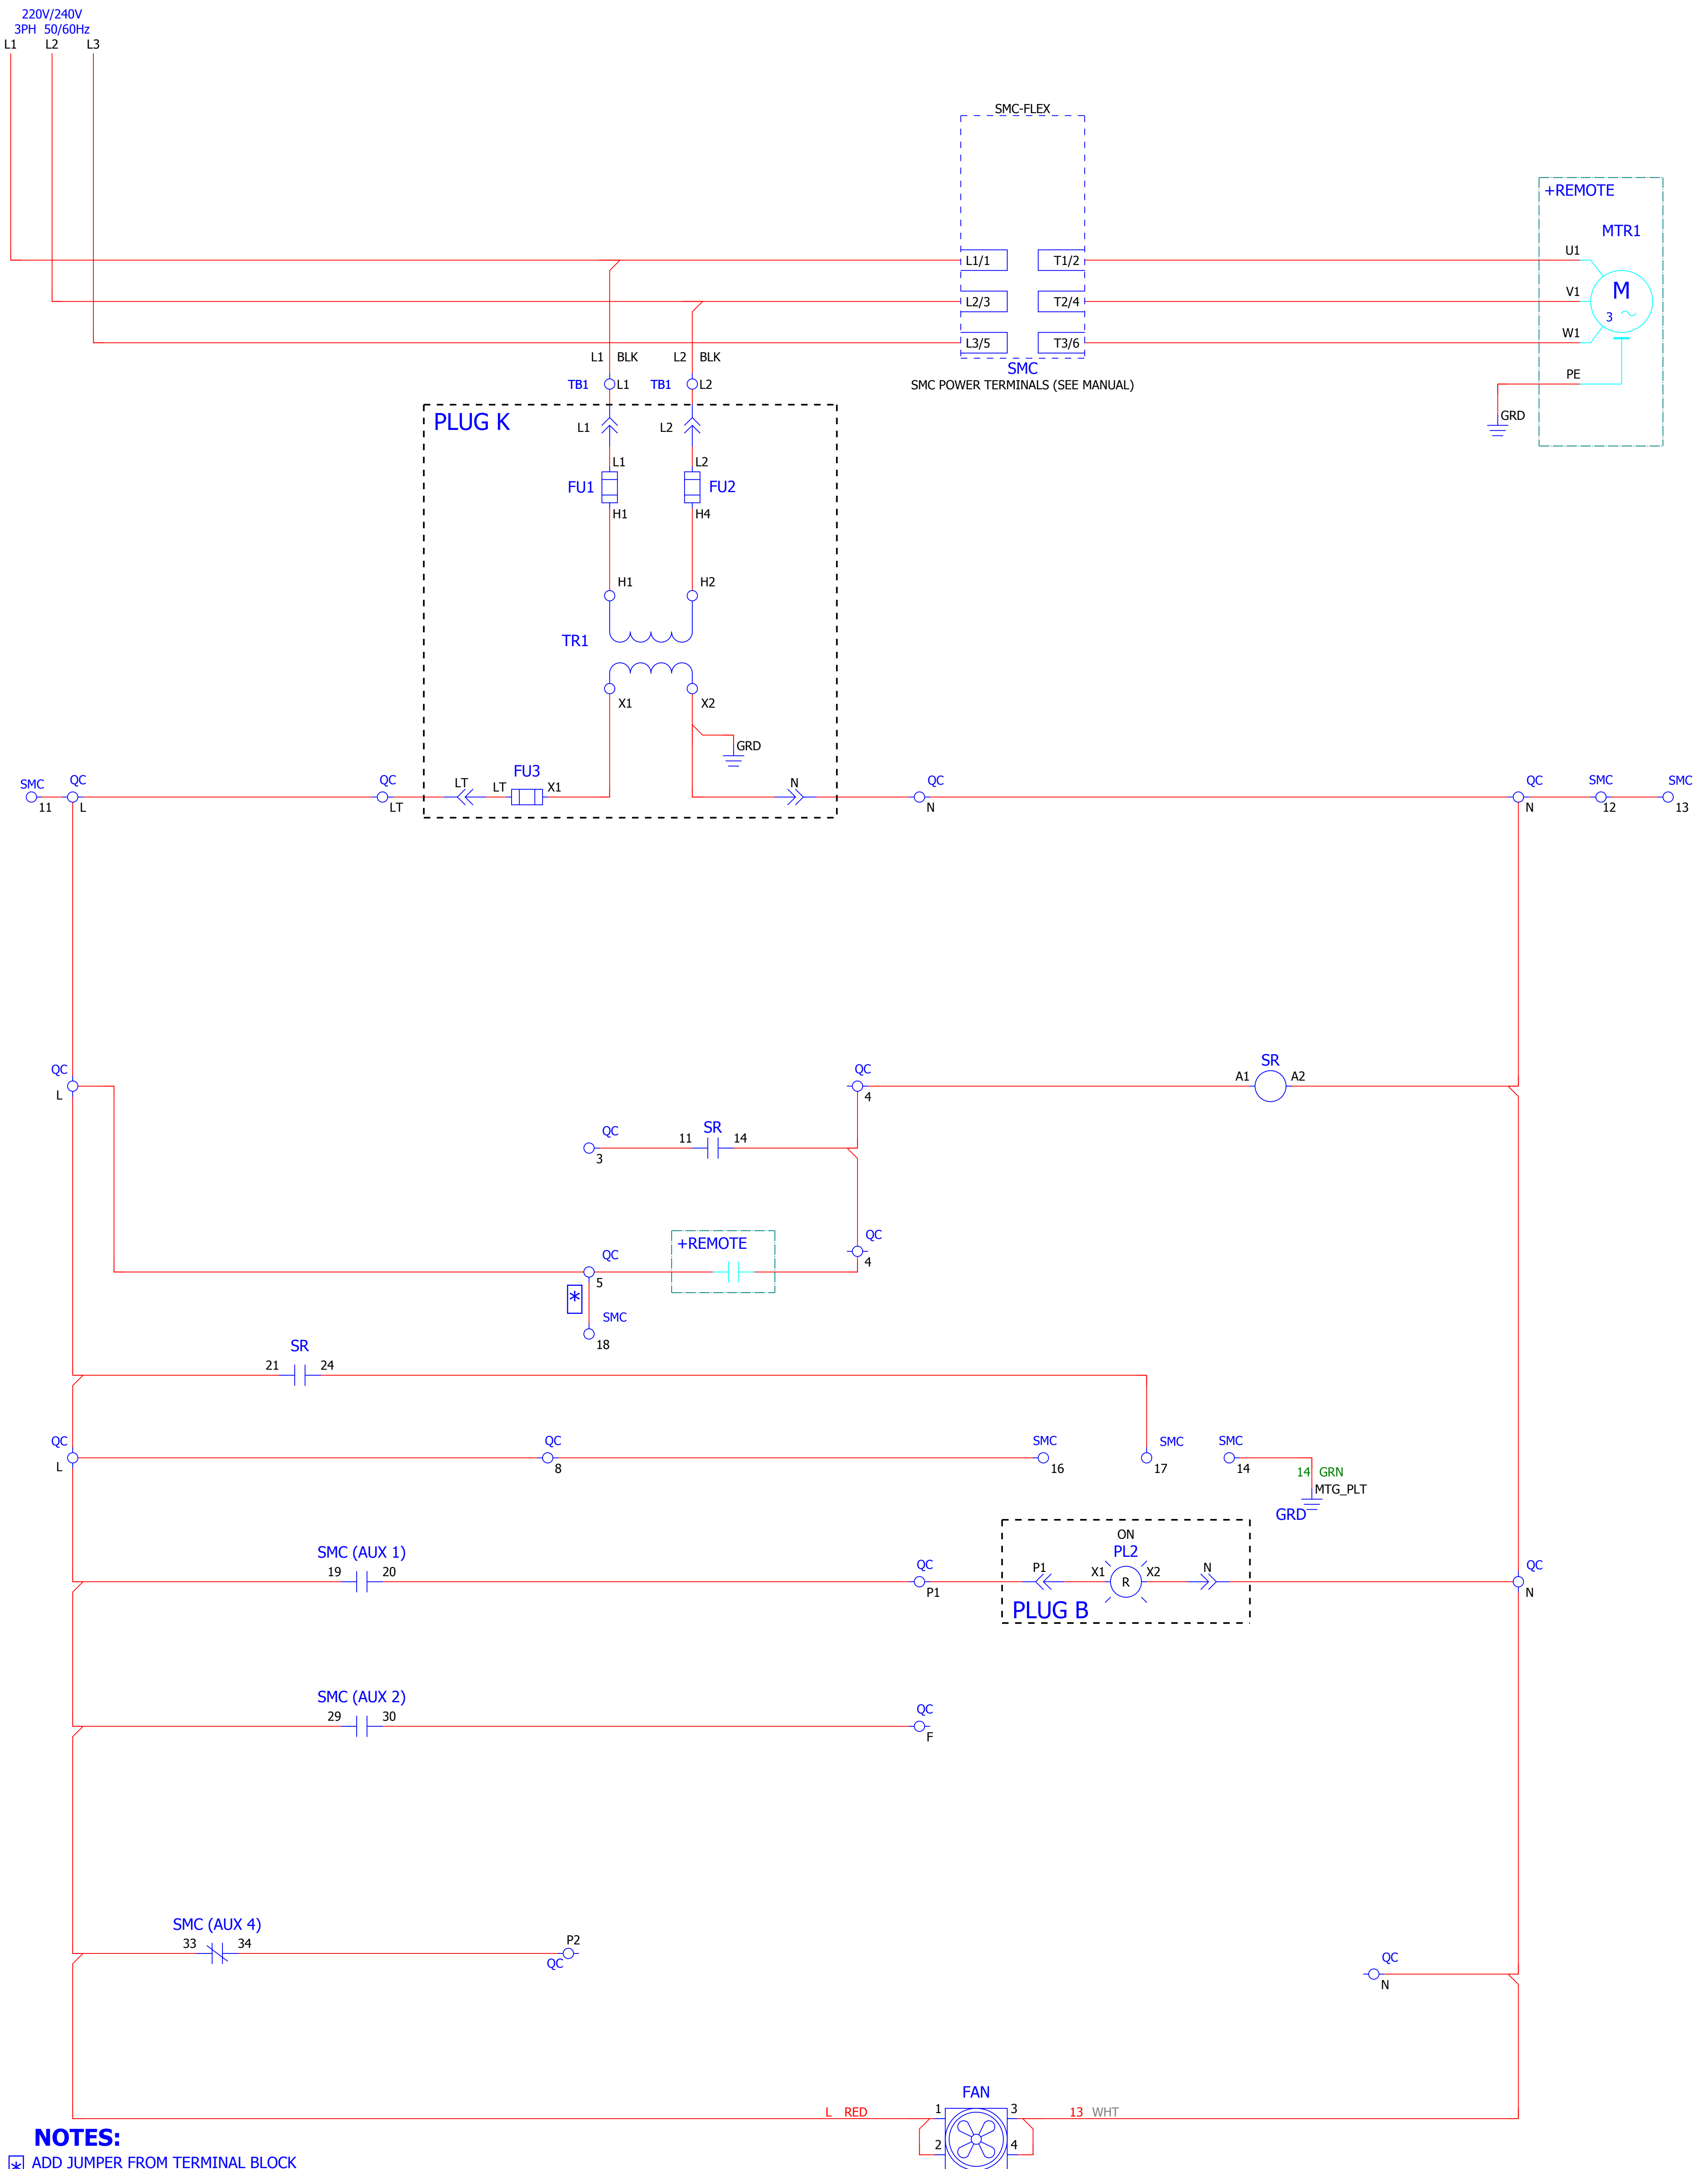 220V/240V
3PH 50/60Hz
L1 L2 L3
SMC-FLEX
+REMOTE
MTR1
L1/1 T1/2 U1
L2/3 T2/4 V1
M
3
L3/5 T3/6 W1
SMC
SMC POWER TERMINALS (SEE MANUAL)
PE
GRD
L1 BLK L2 BLK
TB1 L1 TB1 L2
PLUG K
L1 L2
L1 L2
FU1 FU2
H1 H4
H1 H2
TR1
X1 X2
GRD
FU3
SMC QC QC LT LT X1 N QC QC SMC SMC
11 L LT N N 12 13
QC QC SR
L 4 A1 A2
QC SR
3 11 14
QC +REMOTE QC
5 4
*
SMC
18
SR
21 24
QC QC SMC SMC SMC
L 8 16 17 14
14 GRN
MTG_PLT
GRD
SMC (AUX 1)
19 20
QC
P1
ON
PL2
P1 X1 R X2 N
PLUG B
QC
N
SMC (AUX 2)
29 30
QC
F
SMC (AUX 4)
33 34
P2
QC
QC
N
FAN
L RED 1 3 13 WHT
2 4
NOTES:
* ADD JUMPER FROM TERMINAL BLOCK